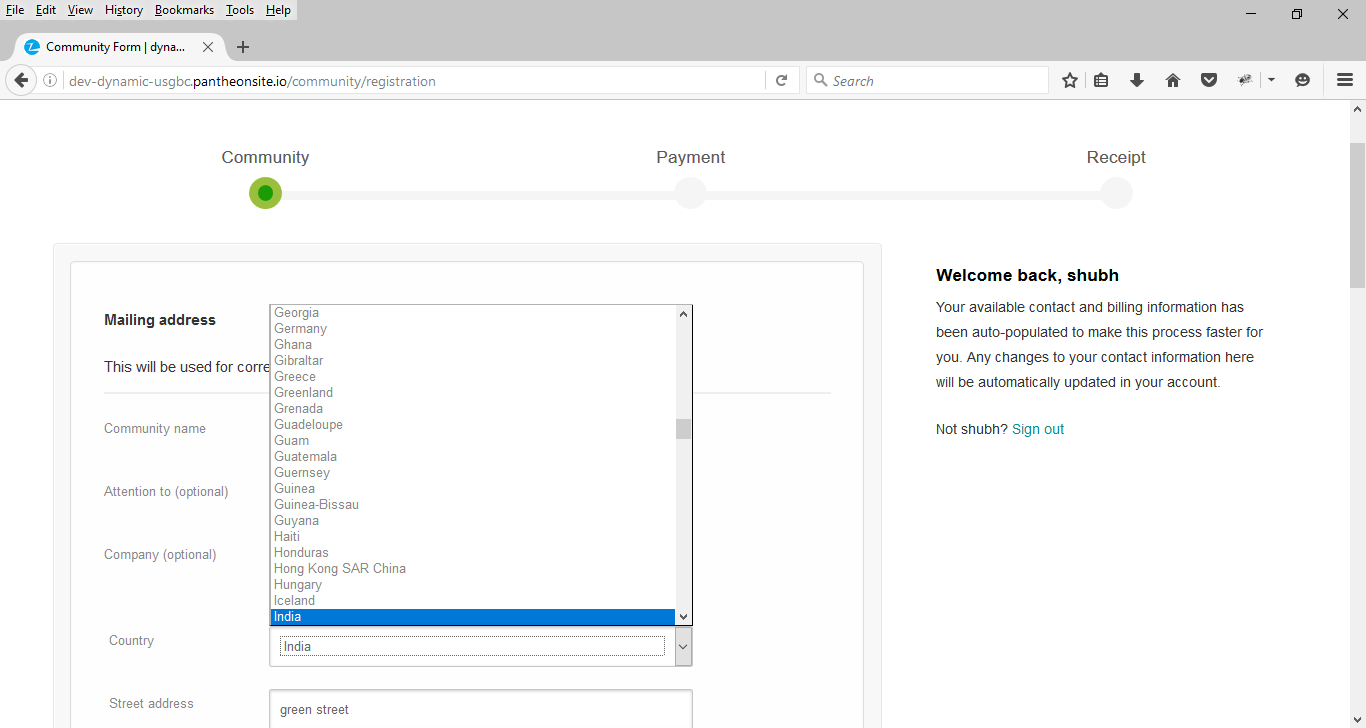 File Edit View History Bookmarks Tools Help
Community Form | dyna...
dev-dynamic-usgbc.pantheonsite.io/community/registration
Search
Community Payment Receipt
Welcome back, shubh
Your available contact and billing information has
been auto-populated to make this process faster for
you. Any changes to your contact information here
will be automatically updated in your account.
Not shubh? Sign out
Mailing address
This will be used for corre
Community name
Attention to (optional)
Company (optional)
Georgia
Germany
Ghana
Gibraltar
Greece
Greenland
Grenada
Guadeloupe
Guam
Guatemala
Guernsey
Guinea
Guinea-Bissau
Guyana
Haiti
Honduras
Hong Kong SAR China
Hungary
Iceland
India
Country India
Street address green street